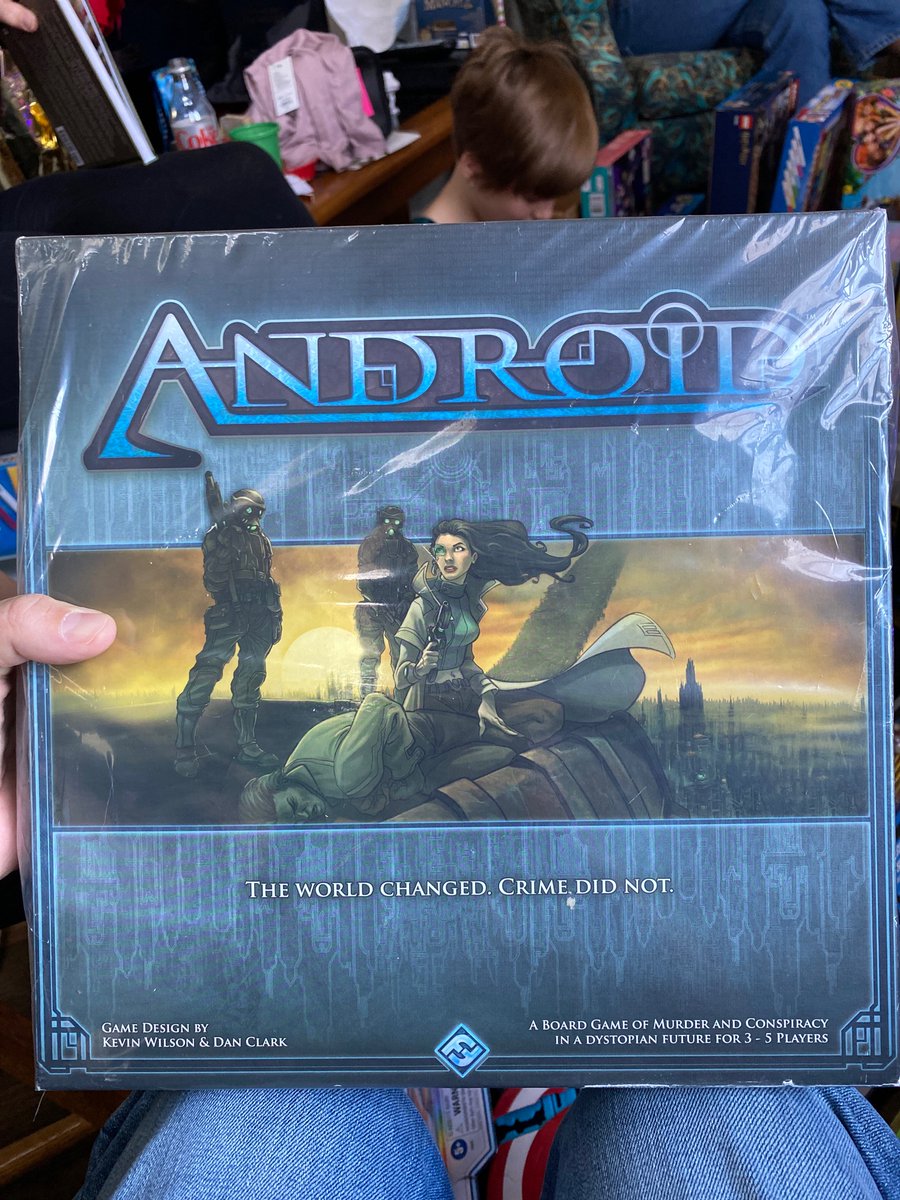 Coke
ANDROID
THE WORLD CHANGED. CRIME DID NOT.
GAME DESIGN BY
KEVIN WILSON & DAN CLARK
A BOARD GAME OF MURDER AND CONSPIRACY
IN A DYSTOPIAN FUTURE FOR 3 - 5 PLAYERS